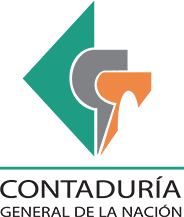 CONTADURÍA
GENERAL DE LA NACIÓN